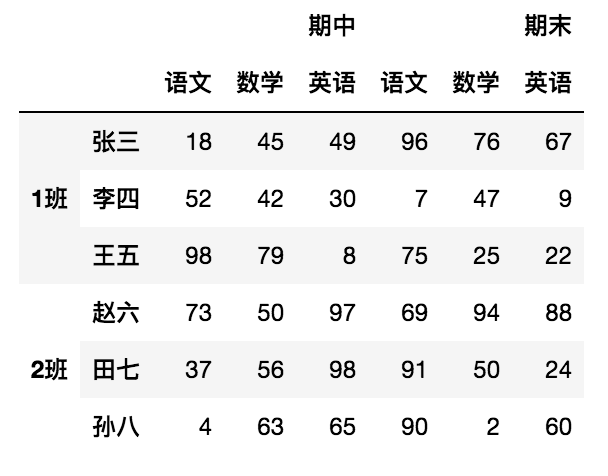 期中 期末
语文 数学 英语 语文 数学 英语
张三 18 45 49 96 76 67
1班 李四 52 42 30 7 47 9
王五 98 79 8 75 25 22
赵六 73 50 97 69 94 88
2班 田七 37 56 98 91 50 24
孙八 4 63 65 90 2 60